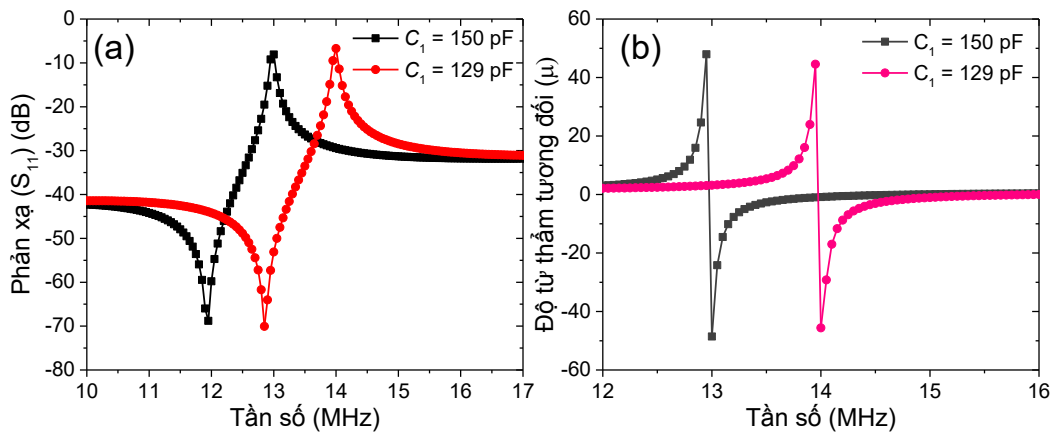 (a)
C₁ = 150 pF
C₁ = 129 pF
Phản xạ (S₁₁) (dB)
0
-10
-20
-30
-40
-50
-60
-70
-80
10 11 12 13 14 15 16 17
Tần số (MHz)
(b)
C₁ = 150 pF
C₁ = 129 pF
Độ từ thẩm tương đối (μ)
60
40
20
0
-20
-40
-60
12 13 14 15 16
Tần số (MHz)